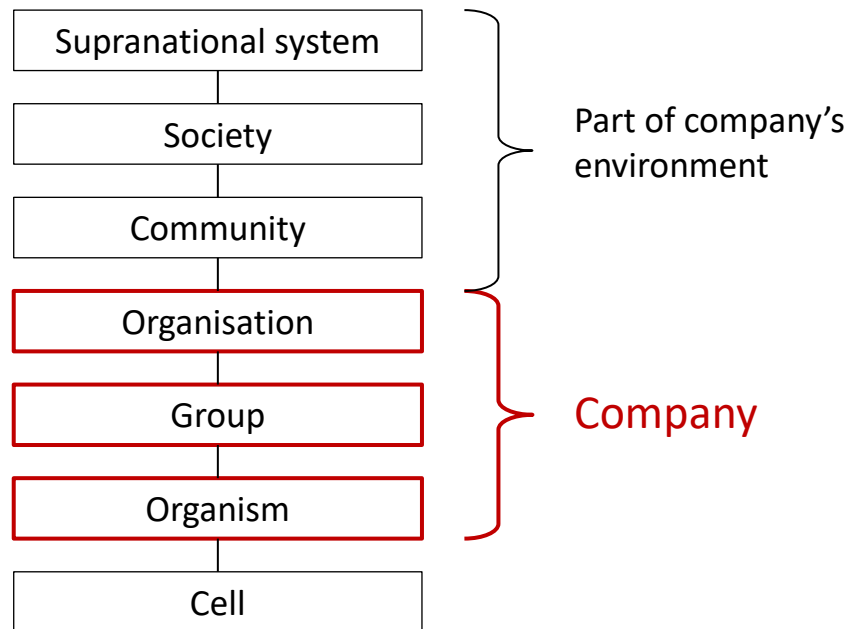 Supranational system
Society
Part of company’s
environment
Community
Organisation
Group
Company
Organism
Cell